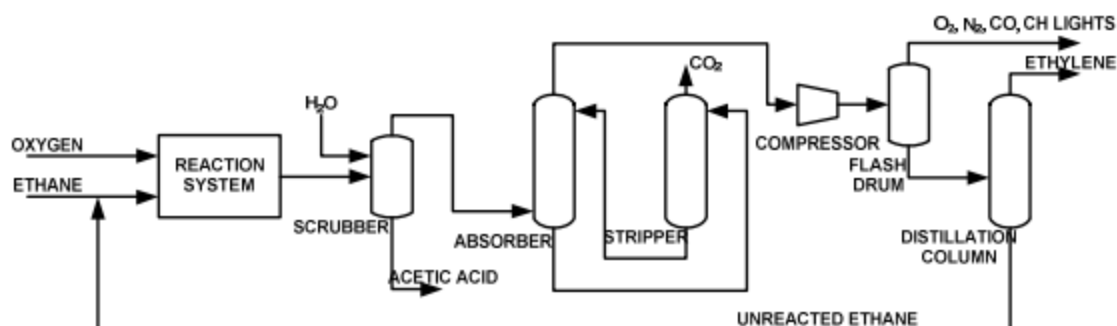 O₂, N₂, CO, CH LIGHTS
ETHYLENE
CO₂
H₂O
OXYGEN
ETHANE
REACTION
SYSTEM
SCRUBBER
ACETIC ACID
ABSORBER
STRIPPER
COMPRESSOR
FLASH
DRUM
DISTILLATION
COLUMN
UNREACTED ETHANE